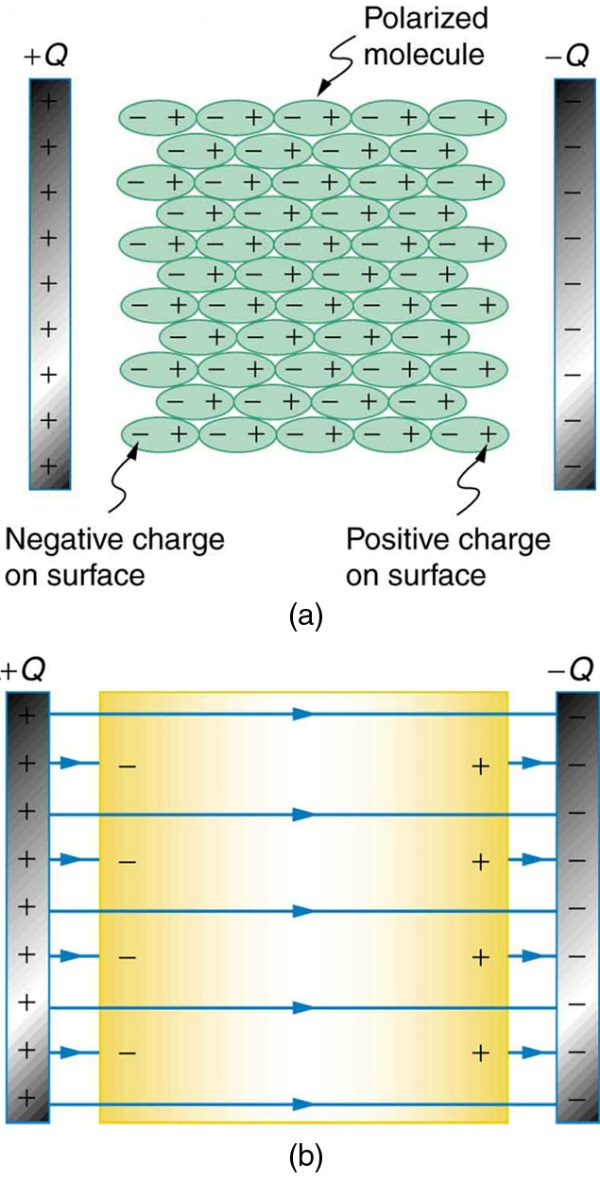 Polarized
molecule
+Q
−Q
+ − + − + − + − + − + −
+ − + − + − + − + −
+ − + − + − + − + − + −
+ − + − + − + − + −
+ − + − + − + − + − + −
+ − + − + − + − + −
+ − + − + − + − + − + −
+ − + − + − + − + −
− + − + − + − + − +
− + − + − + − +
+ − + − + − + − + − + −
Negative charge
on surface
Positive charge
on surface
(a)
+Q
−Q
+ −
+ − + −
+ −
+ − + −
+ −
+ − + −
+ −
+ − + −
+ −
(b)